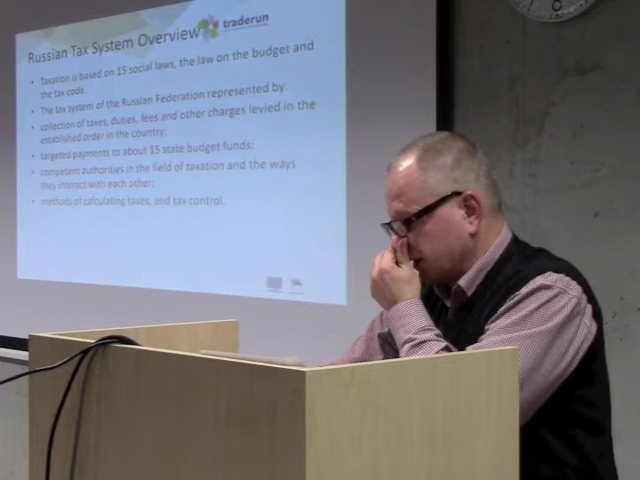 traderun
Russian Tax System Overview
• Taxation is based on 15 social laws, the law on the budget and
the tax code.
• The tax system of the Russian Federation represented by:
• collection of taxes, duties, fees and other charges levied in the
established order in the country;
• targeted payments to about 15 state budget funds;
• competent authorities in the field of taxation and the ways
they interact with each other;
• methods of calculating taxes, and tax control.